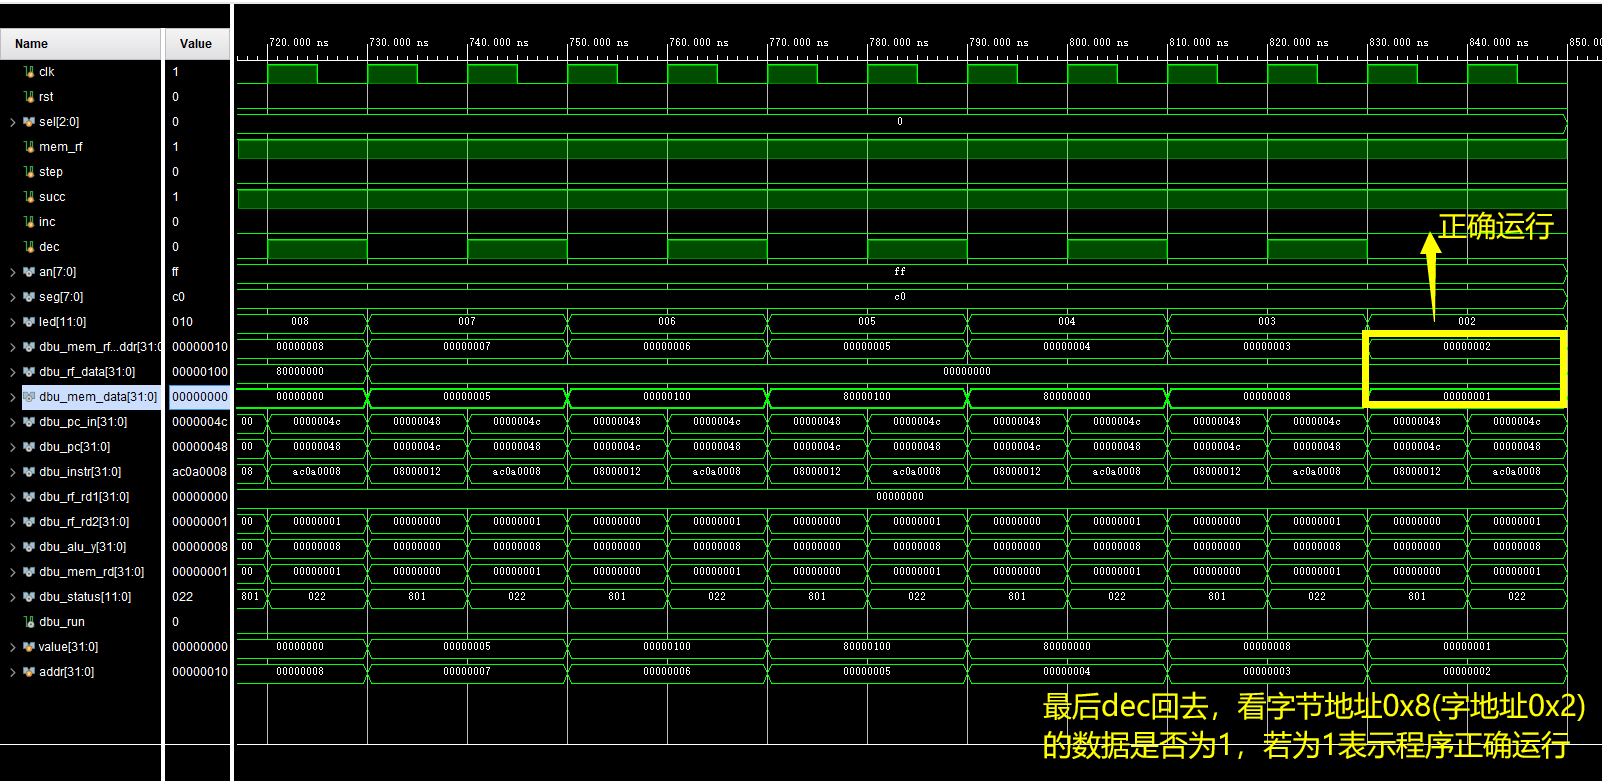 Name Value
720.000 ns 730.000 ns 740.000 ns 750.000 ns 760.000 ns 770.000 ns 780.000 ns 790.000 ns 800.000 ns 810.000 ns 820.000 ns 830.000 ns 840.000 ns 850.0
clk 1
rst 0
sel[2:0] 0 0
mem_rf 1
step 0
succ 1
inc 0
dec 0
正确运行
an[7:0] ff ff
seg[7:0] c0 c0
led[11:0] 010 008 007 006 005 004 003 002
dbu_mem_rf...ddr[31:0 00000010 00000008 00000007 00000006 00000005 00000004 00000003 00000002
dbu_rf_data[31:0] 00000100 80000000 00000000
dbu_mem_data[31:0] 00000000 00000000 00000005 00000100 80000100 80000000 00000008 00000001
dbu_pc_in[31:0] 0000004c 00 0000004c 00000048 0000004c 00000048 0000004c 00000048 0000004c 00000048 0000004c 00000048 0000004c 00000048 0000004c
dbu_pc[31:0] 00000048 00 00000048 0000004c 00000048 0000004c 00000048 0000004c 00000048 0000004c 00000048 0000004c 00000048 0000004c 00000048
dbu_instr[31:0] ac0a0008 08 ac0a0008 08000012 ac0a0008 08000012 ac0a0008 08000012 ac0a0008 08000012 ac0a0008 08000012 ac0a0008 08000012 ac0a0008
dbu_rf_rd1[31:0] 00000000 00000000
dbu_rf_rd2[31:0] 00000001 00 00000001 00000000 00000001 00000000 00000001 00000000 00000001 00000000 00000001 00000000 00000001 00000000 00000001
dbu_alu_y[31:0] 00000008 00 00000008 00000000 00000008 00000000 00000008 00000000 00000008 00000000 00000008 00000000 00000008 00000000 00000008
dbu_mem_rd[31:0] 00000001 00 00000001 00000000 00000001 00000000 00000001 00000000 00000001 00000000 00000001 00000000 00000001 00000000 00000001
dbu_status[11:0] 022 801 022 801 022 801 022 801 022 801 022 801 022 801 022
dbu_run 0
value[31:0] 00000000 00000000 00000005 00000100 80000100 80000000 00000008 00000001
addr[31:0] 00000010 00000008 00000007 00000006 00000005 00000004 00000003 00000002
最后dec回去，看字节地址0x8(字地址0x2)
的数据是否为1，若为1表示程序正确运行